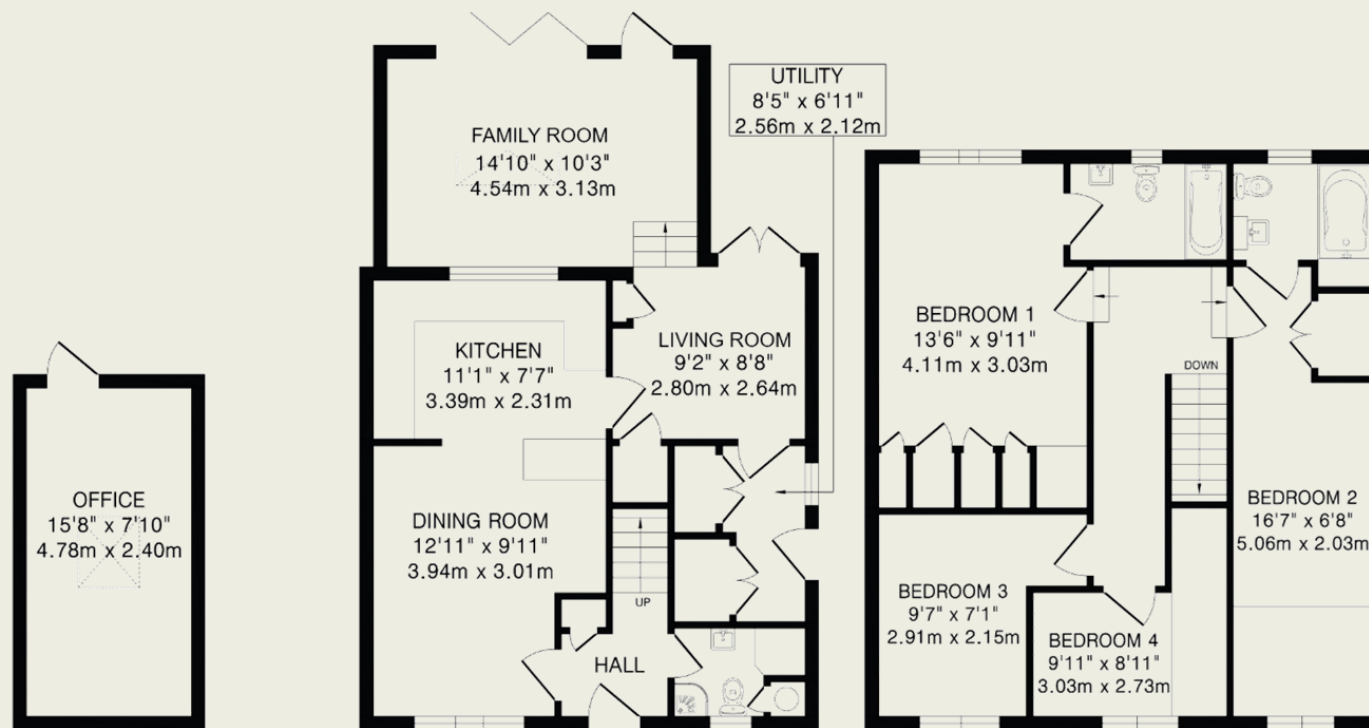 UTILITY
8'5" x 6'11"
2.56m x 2.12m
FAMILY ROOM
14'10" x 10'3"
4.54m x 3.13m
KITCHEN
11'1" x 7'7"
3.39m x 2.31m
LIVING ROOM
9'2" x 8'8"
2.80m x 2.64m
OFFICE
15'8" x 7'10"
4.78m x 2.40m
DINING ROOM
12'11" x 9'11"
3.94m x 3.01m
UP
HALL
BEDROOM 1
13'6" x 9'11"
4.11m x 3.03m
DOWN
BEDROOM 2
16'7" x 6'8"
5.06m x 2.03m
BEDROOM 3
9'7" x 7'1"
2.91m x 2.15m
BEDROOM 4
9'11" x 8'11"
3.03m x 2.73m